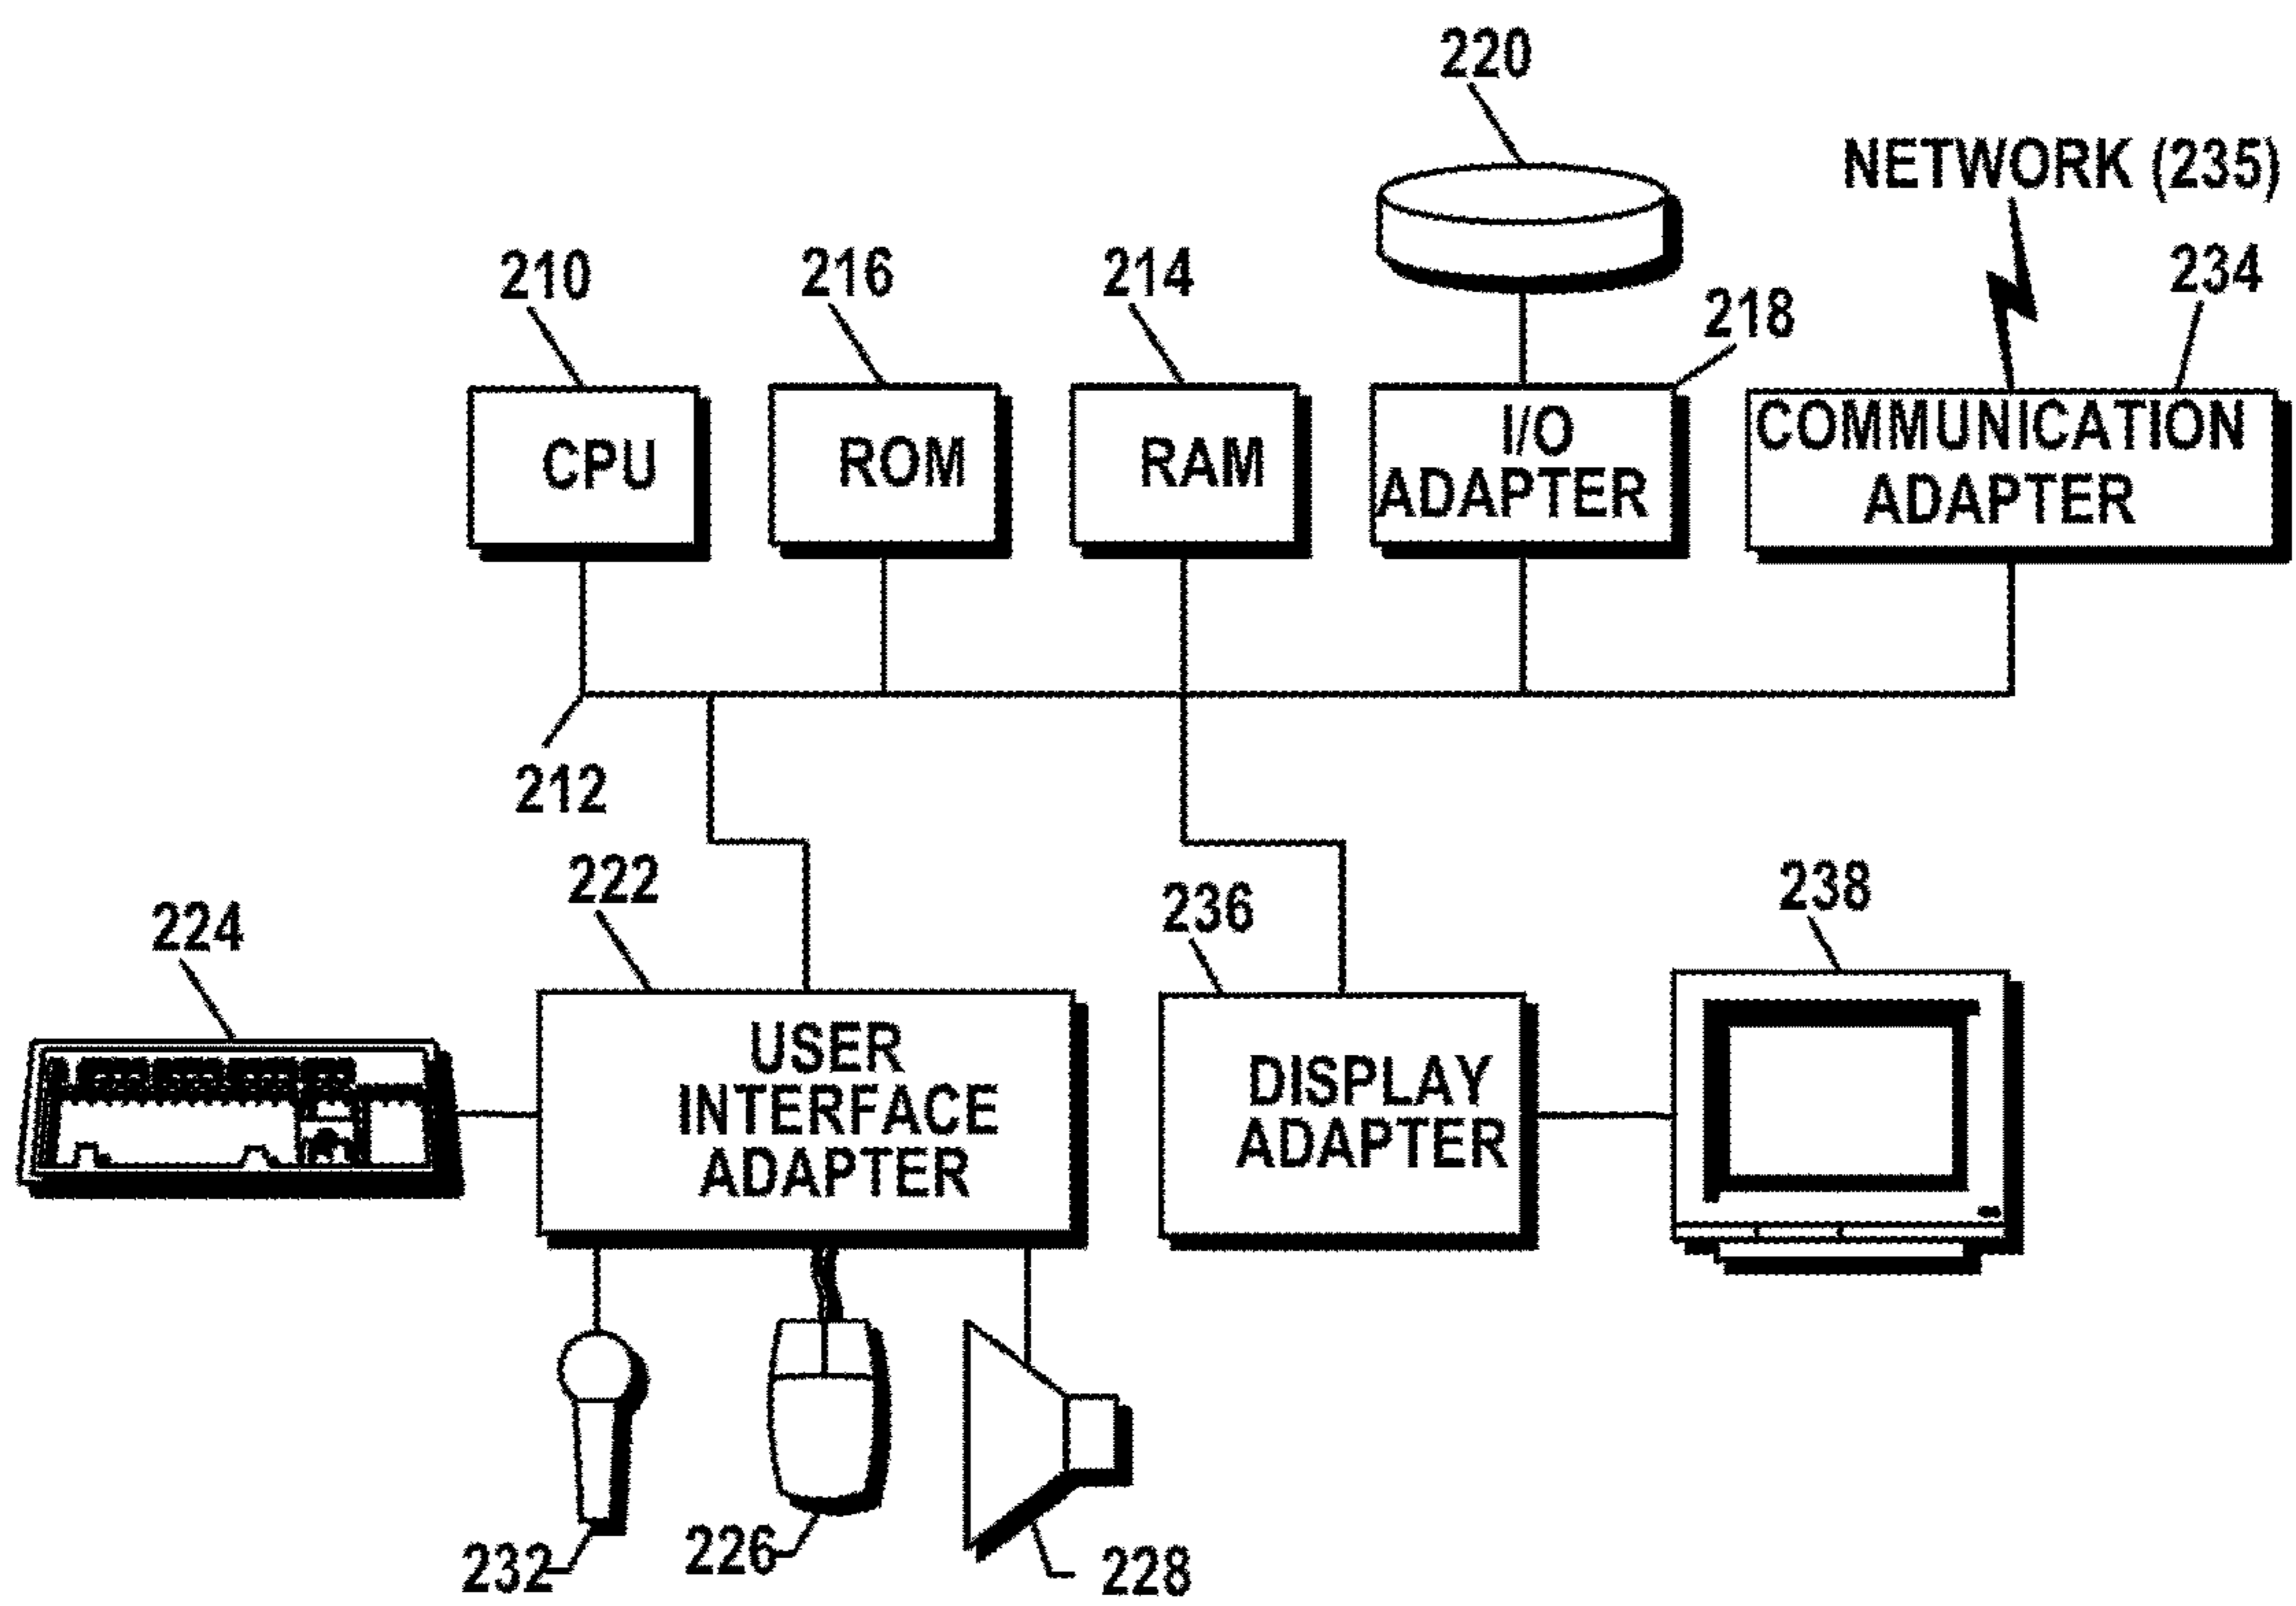 220
NETWORK (235)
210
216
214
218
234
CPU
ROM
RAM
I/O
ADAPTER
COMMUNICATION
ADAPTER
212
222
236
238
224
USER
INTERFACE
ADAPTER
DISPLAY
ADAPTER
232
226
228